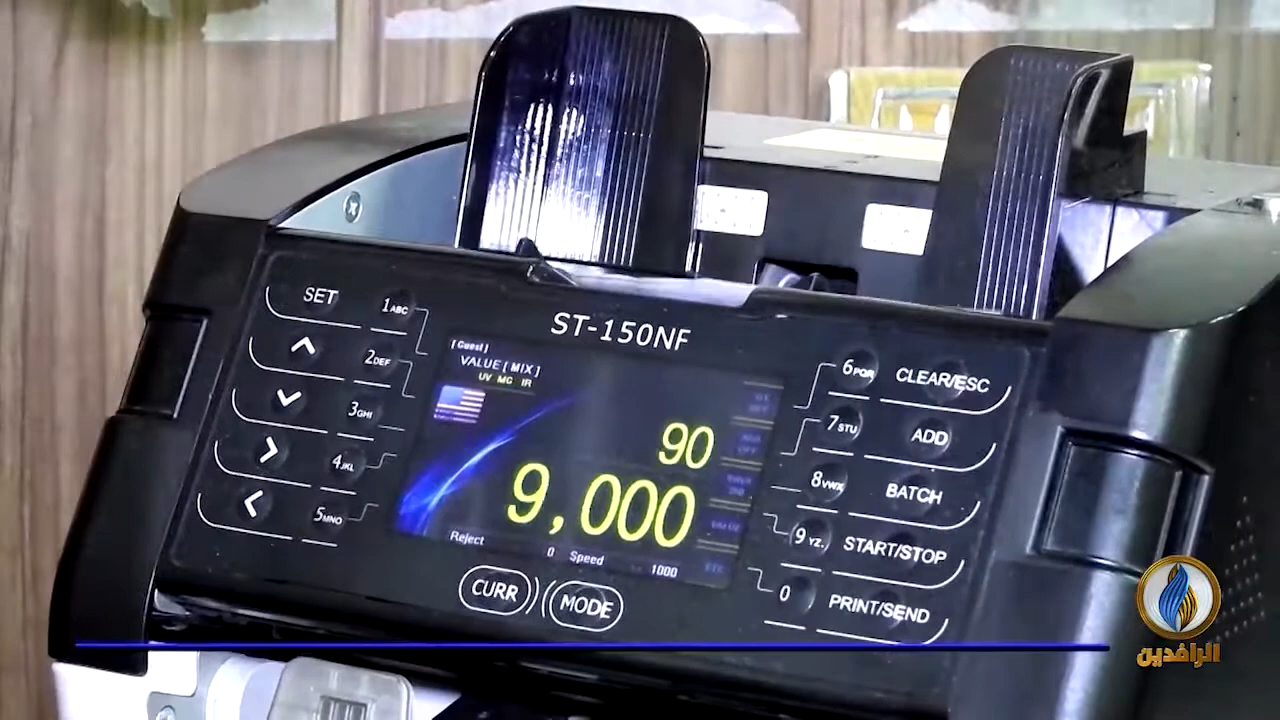 ST-150NF
SET
1ABC
2DEF
3GHI
4JKL
5MNO
[ Guest ]
VALUE [ MIX ]
UV MG IR
90
9,000
Reject 0 Speed 1000
CURR
MODE
6PQR
CLEAR/ESC
7STU
ADD
8VWX
BATCH
9YZ.
START/STOP
0
PRINT/SEND
الرافدين